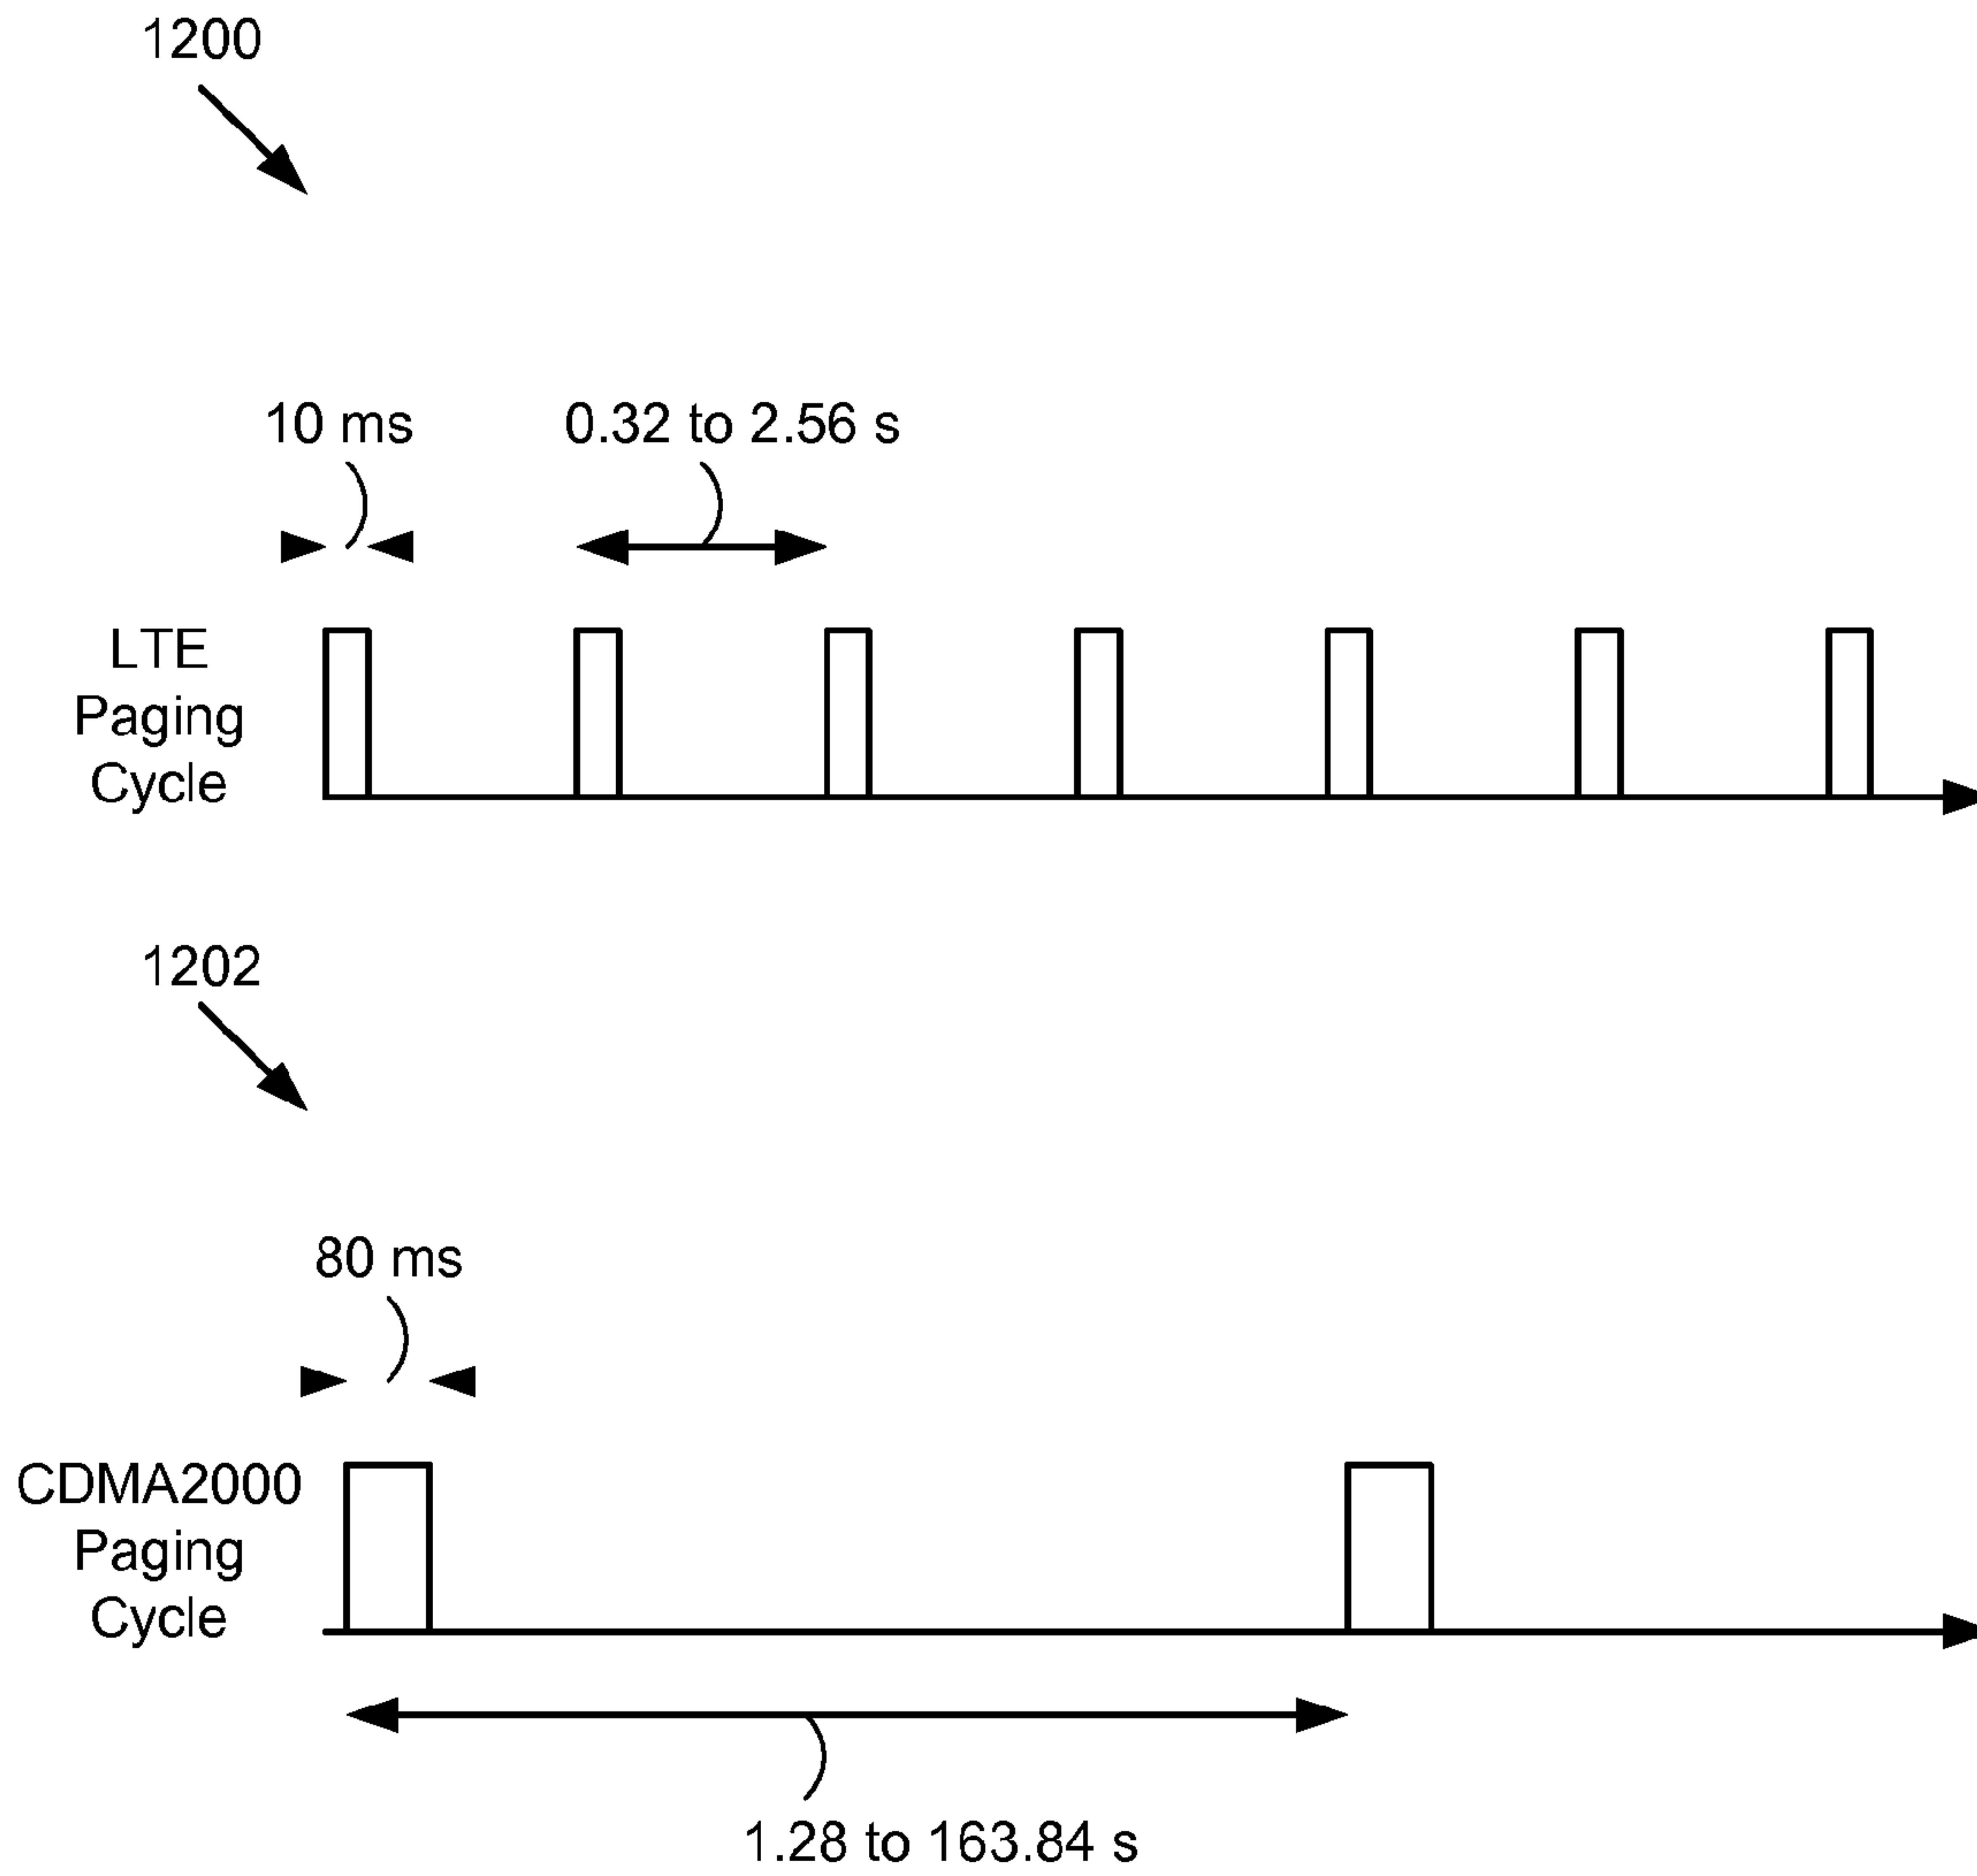 1200
10 ms
0.32 to 2.56 s
LTE
Paging
Cycle
1202
80 ms
CDMA2000
Paging
Cycle
1.28 to 163.84 s